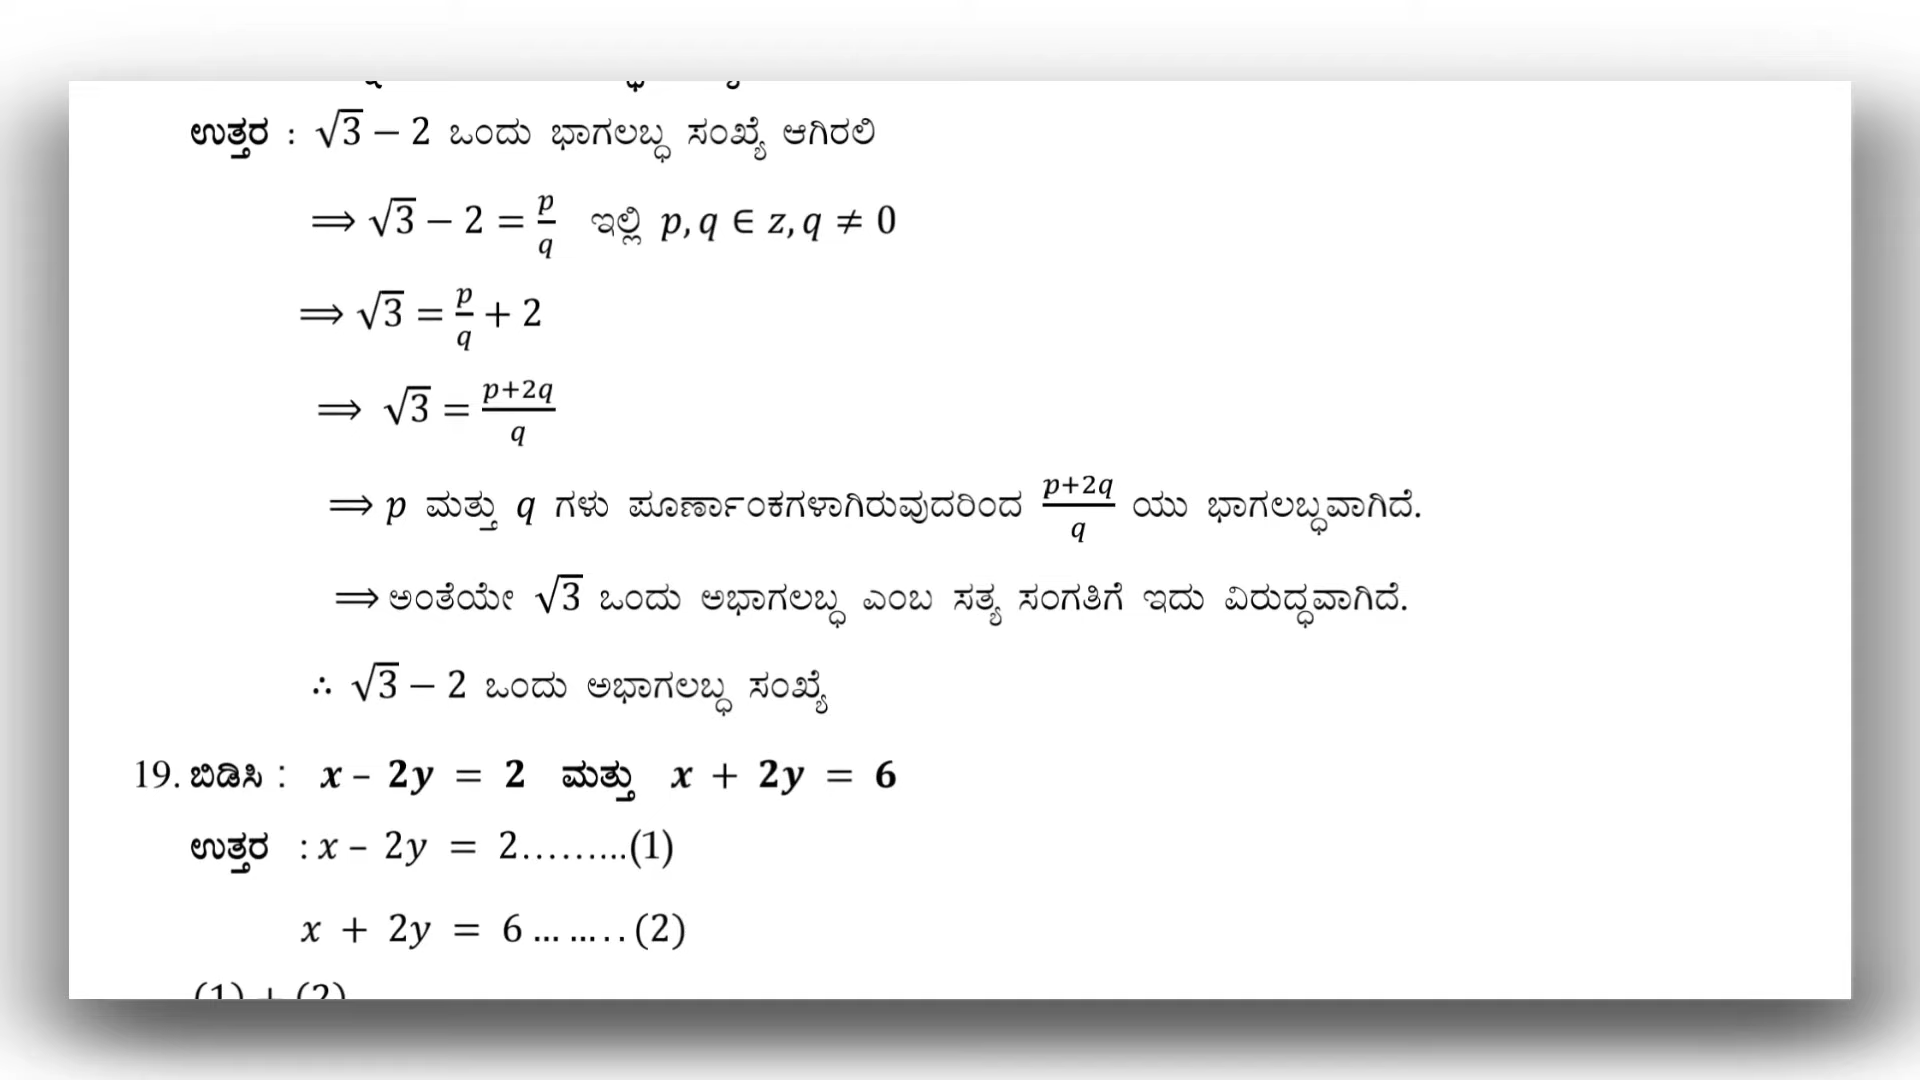 ಉತ್ತರ : √3 − 2 ಒಂದು ಭಾಗಲಬ್ಧ ಸಂಖ್ಯೆ ಆಗಿರಲಿ
⟹ √3 − 2 = p/q ಇಲ್ಲಿ p, q ∈ z, q ≠ 0
⟹ √3 = p/q + 2
⟹ √3 = (p+2q)/q
⟹ p ಮತ್ತು q ಗಳು ಪೂರ್ಣಾಂಕಗಳಾಗಿರುವುದರಿಂದ (p+2q)/q ಯು ಭಾಗಲಬ್ಧವಾಗಿದೆ.
⟹ ಅಂತೆಯೇ √3 ಒಂದು ಅಭಾಗಲಬ್ಧ ಎಂಬ ಸತ್ಯ ಸಂಗತಿಗೆ ಇದು ವಿರುದ್ಧವಾಗಿದೆ.
∴ √3 − 2 ಒಂದು ಅಭಾಗಲಬ್ಧ ಸಂಖ್ಯೆ
19. ಬಿಡಿಸಿ : x – 2y = 2 ಮತ್ತು x + 2y = 6
ಉತ್ತರ : x – 2y = 2.........(1)
x + 2y = 6 ... ... . . (2)
(1) + (2)